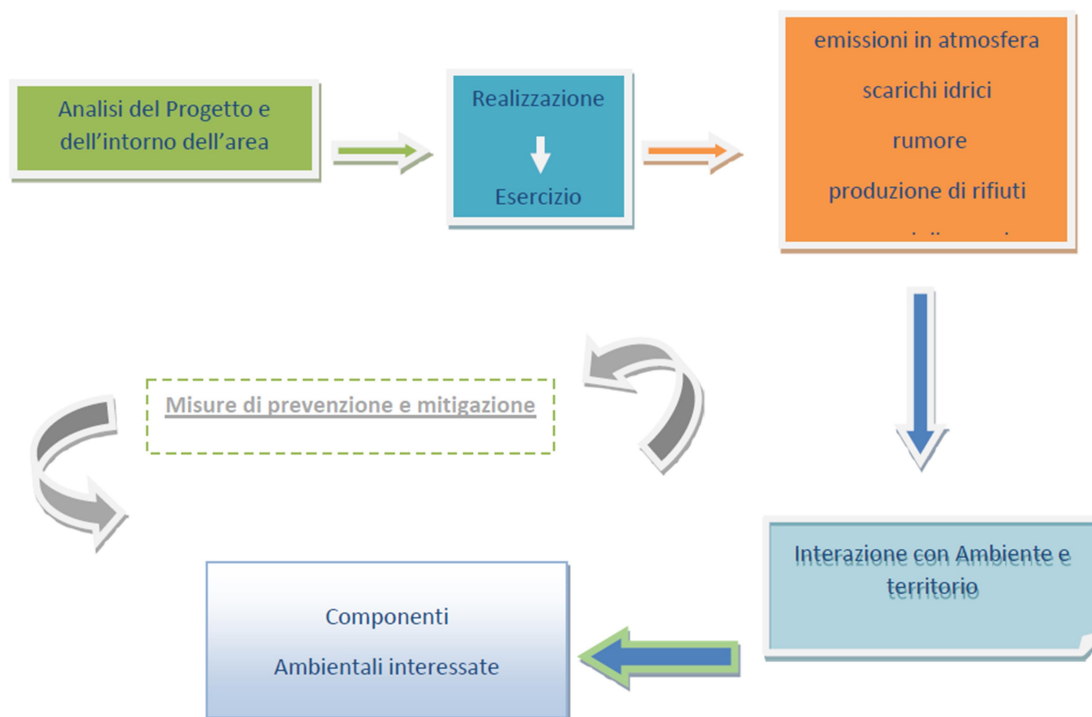 Analisi del Progetto e
dell’intorno dell’area
Realizzazione
Esercizio
emissioni in atmosfera
scarichi idrici
rumore
produzione di rifiuti
Misure di prevenzione e mitigazione
Interazione con Ambiente e
territorio
Componenti
Ambientali interessate